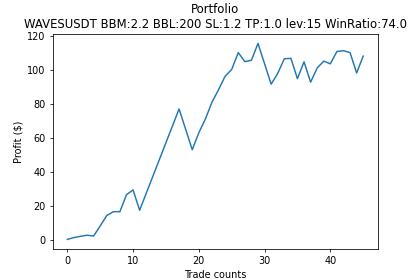 Portfolio
WAVESUSDT BBM:2.2 BBL:200 SL:1.2 TP:1.0 lev:15 WinRatio:74.0
120
100
80
60
40
20
0
Profit ($)
0 10 20 30 40
Trade counts